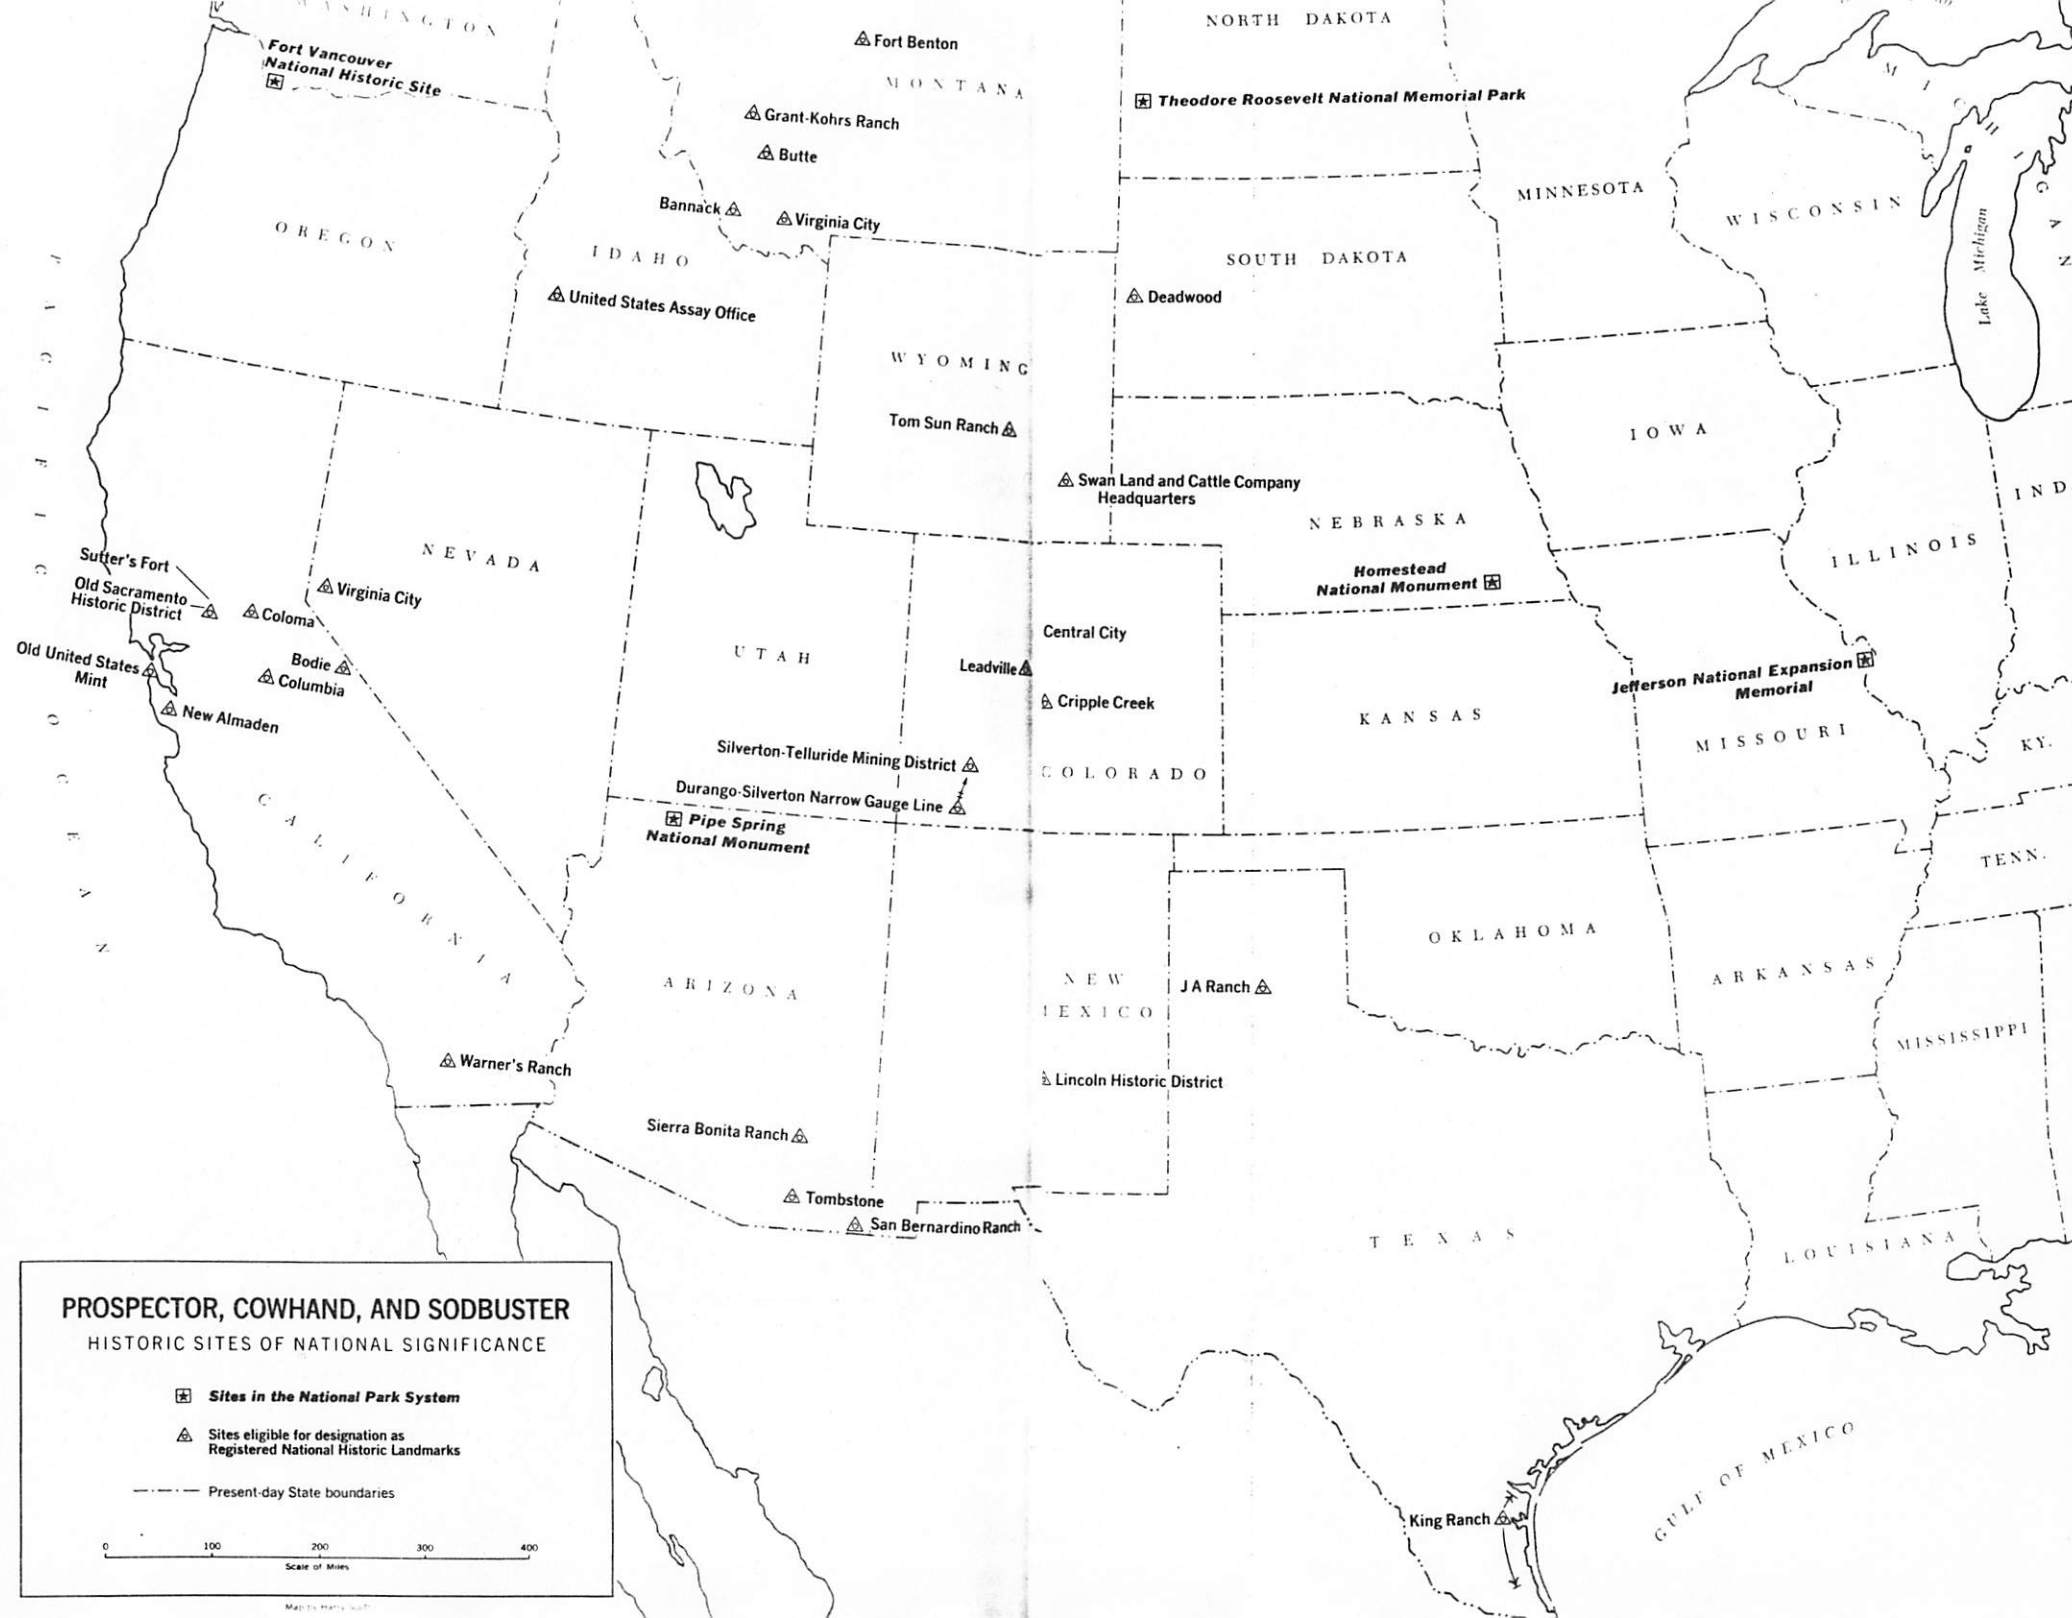 WASHINGTON
Fort Vancouver
National Historic Site
Fort Benton
MONTANA
NORTH DAKOTA
Theodore Roosevelt National Memorial Park
Grant-Kohrs Ranch
Butte
Bannack
Virginia City
MINNESOTA
WISCONSIN
MICHIGAN
Lake Michigan
OREGON
IDAHO
SOUTH DAKOTA
United States Assay Office
Deadwood
WYOMING
Tom Sun Ranch
IOWA
Swan Land and Cattle Company
Headquarters
NEBRASKA
IND
ILLINOIS
PACIFIC OCEAN
NEVADA
Sutter's Fort
Old Sacramento
Historic District
Coloma
Virginia City
Homestead
National Monument
Old United States
Mint
Bodie
Columbia
New Almaden
UTAH
Central City
Leadville
Cripple Creek
Jefferson National Expansion
Memorial
KANSAS
MISSOURI
KY.
Silverton-Telluride Mining District
COLORADO
Durango-Silverton Narrow Gauge Line
Pipe Spring
National Monument
CALIFORNIA
TENN.
OKLAHOMA
ARKANSAS
ARIZONA
NEW
MEXICO
J A Ranch
MISSISSIPPI
Warner's Ranch
Lincoln Historic District
Sierra Bonita Ranch
Tombstone
San Bernardino Ranch
TEXAS
LOUISIANA
GULF OF MEXICO
King Ranch
PROSPECTOR, COWHAND, AND SODBUSTER
HISTORIC SITES OF NATIONAL SIGNIFICANCE
Sites in the National Park System
Sites eligible for designation as
Registered National Historic Landmarks
Present-day State boundaries
0 100 200 300 400
Scale of Miles